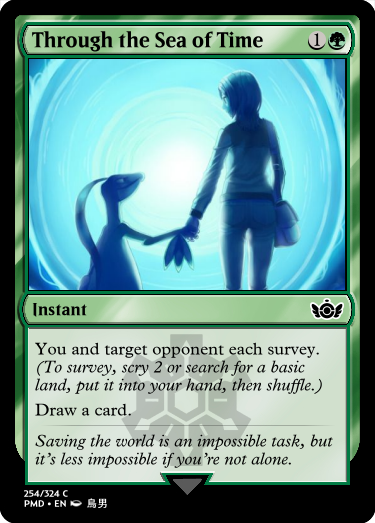 Through the Sea of Time 1
Instant
You and target opponent each survey.
(To survey, scry 2 or search for a basic
land, put it into your hand, then shuffle.)
Draw a card.
Saving the world is an impossible task, but
it's less impossible if you're not alone.
254/324 C
PMD • EN 鳥男